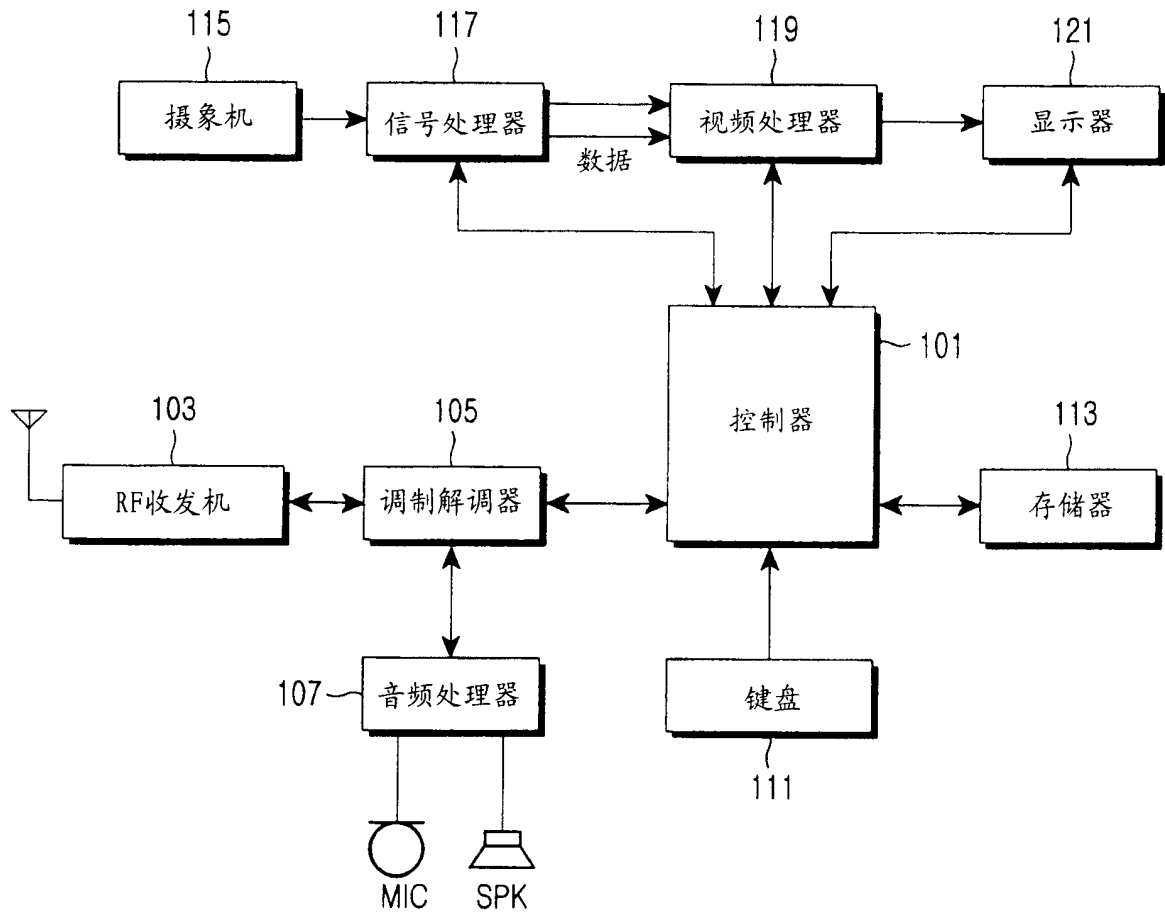 115
117
119
121
摄象机
信号处理器
视频处理器
显示器
数据
101
控制器
103
105
113
RF收发机
调制解调器
存储器
107
音频处理器
键盘
111
MIC
SPK